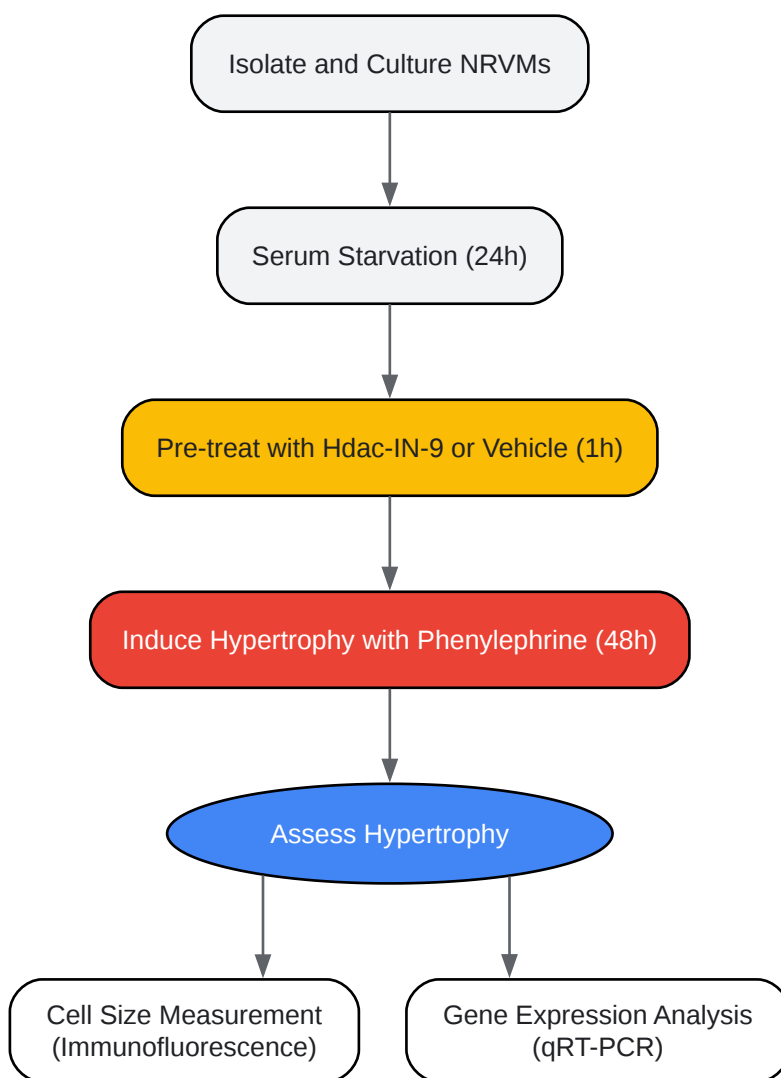 Isolate and Culture NRVMs
Serum Starvation (24h)
Pre-treat with Hdac-IN-9 or Vehicle (1h)
Induce Hypertrophy with Phenylephrine (48h)
Assess Hypertrophy
Cell Size Measurement
(Immunofluorescence)
Gene Expression Analysis
(qRT-PCR)